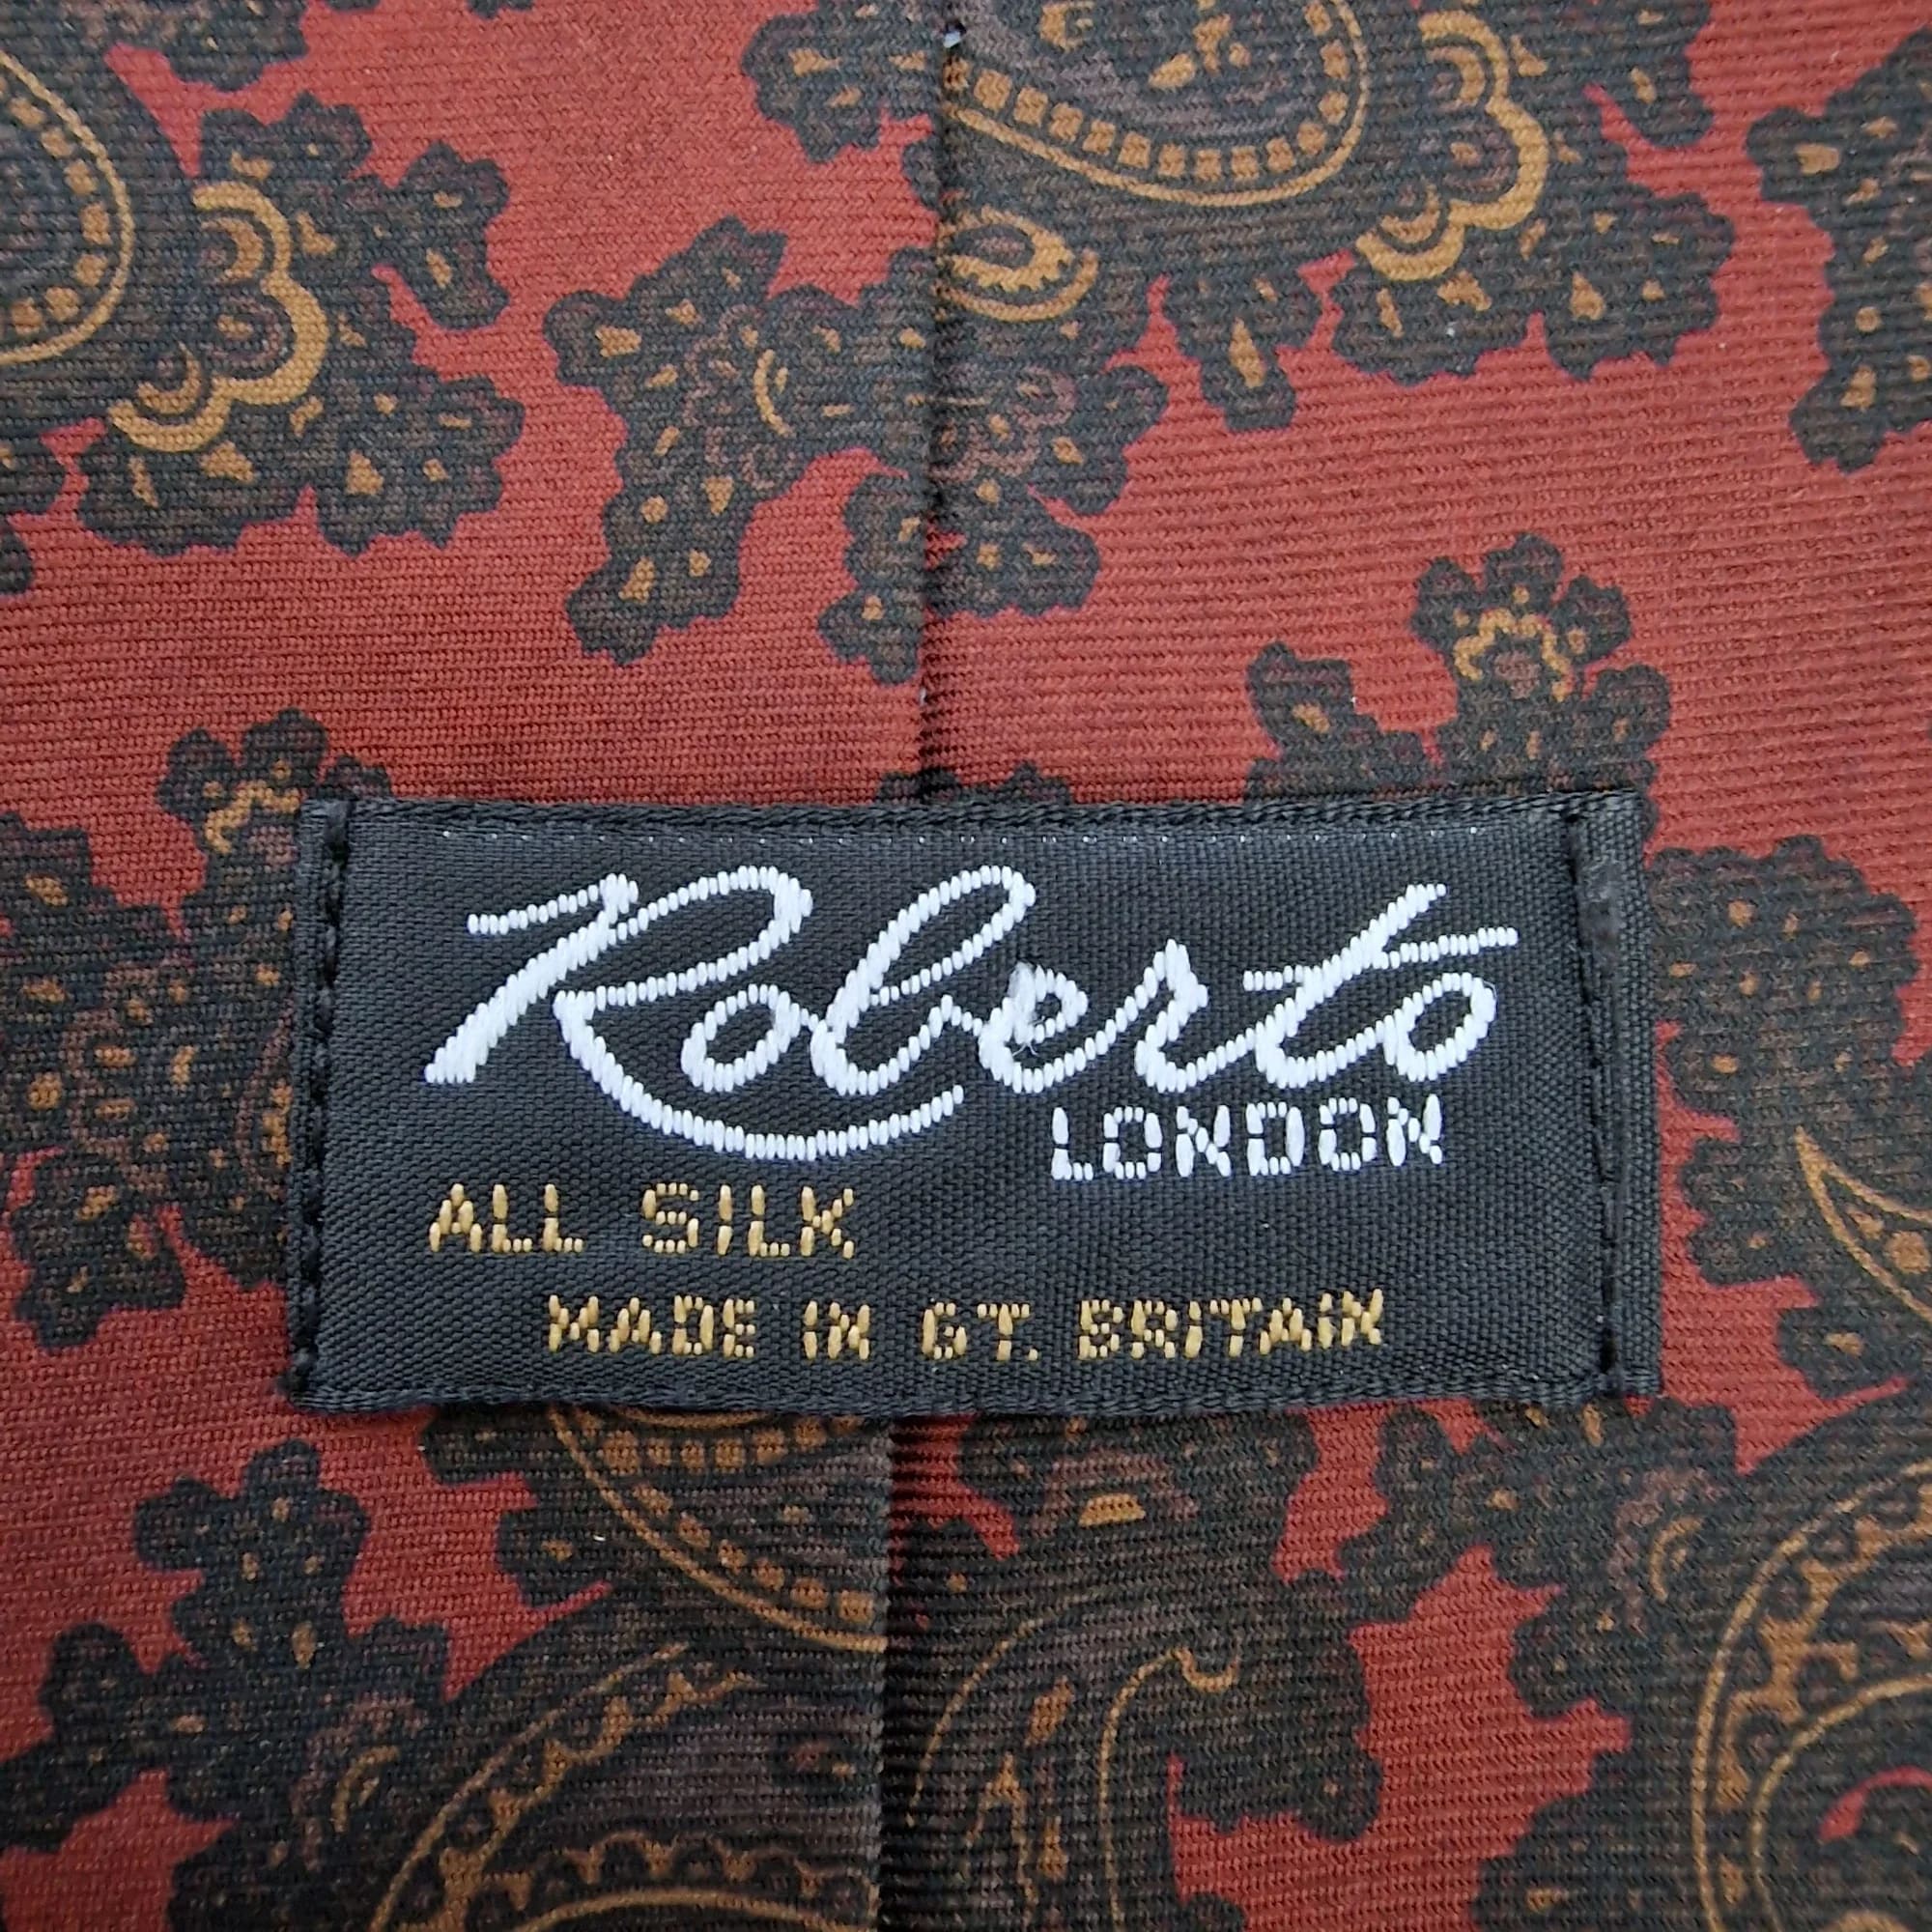 Roberto
LONDON
ALL SILK
MADE IN GT. BRITAIN